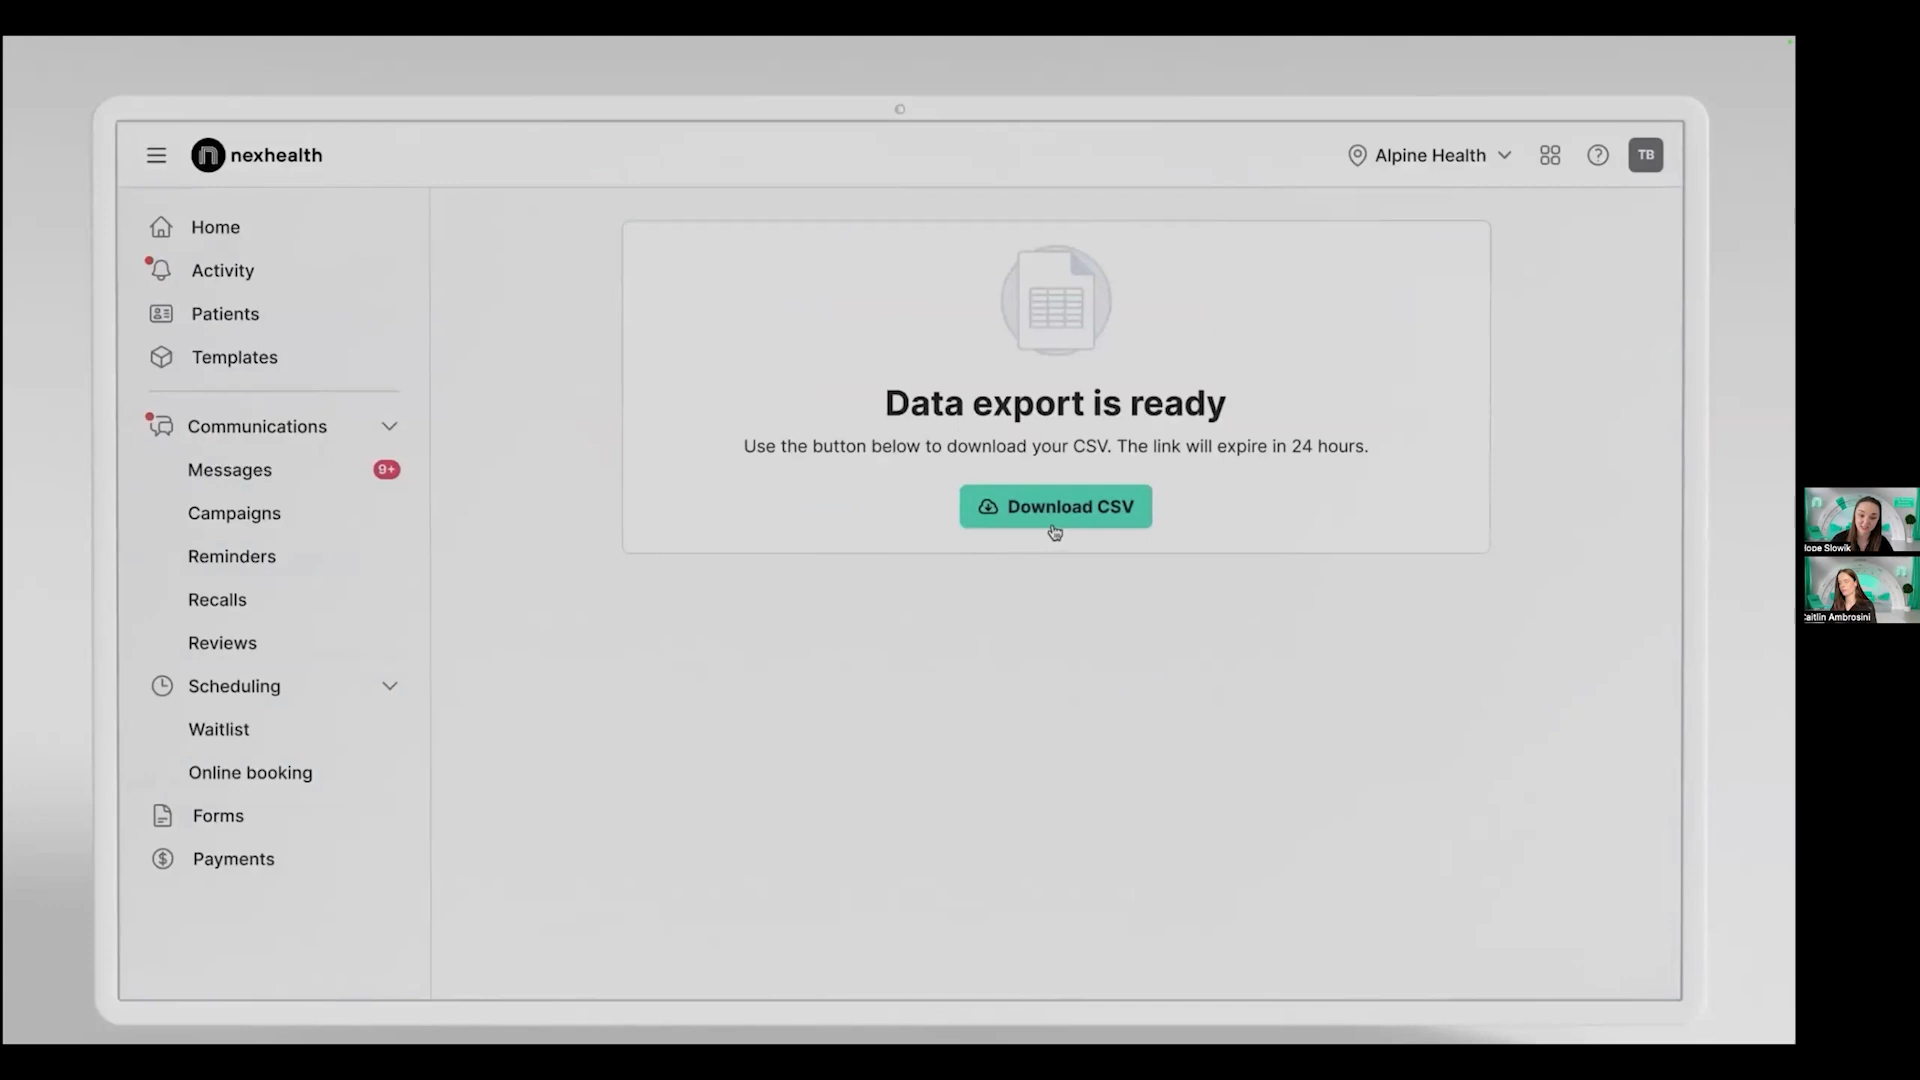 nexhealth
Alpine Health
TB
Home
Activity
Patients
Templates
Communications
Messages 9+
Campaigns
Reminders
Recalls
Reviews
Scheduling
Waitlist
Online booking
Forms
Payments
Data export is ready
Use the button below to download your CSV. The link will expire in 24 hours.
Download CSV
Slowik
Ambrosini